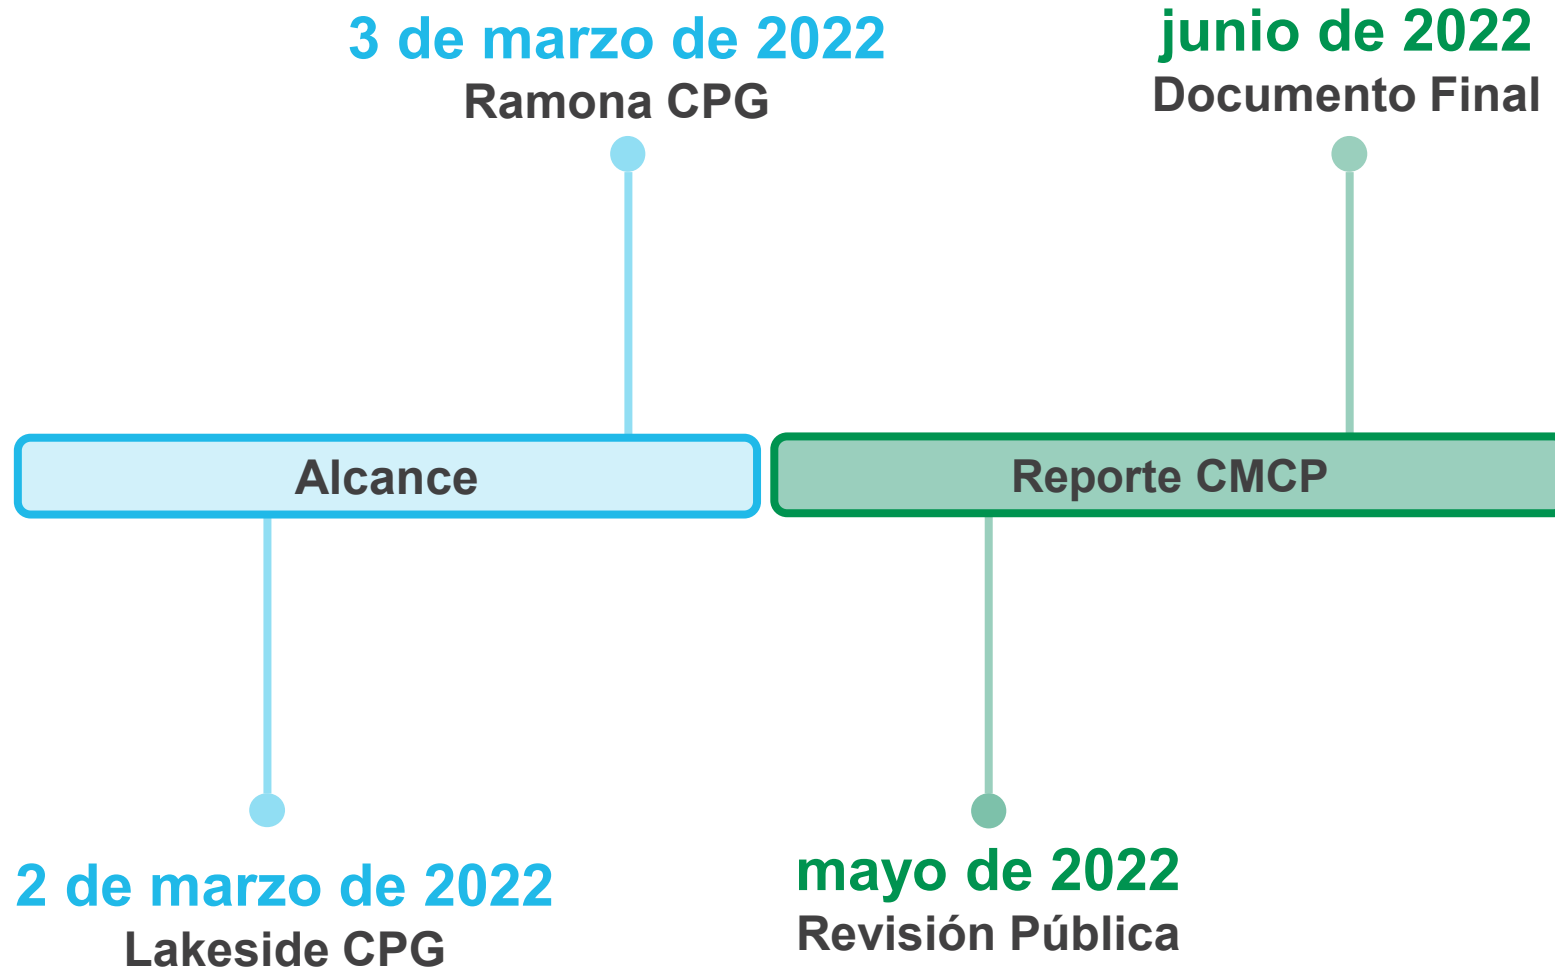 3 de marzo de 2022
Ramona CPG
junio de 2022
Documento Final
Alcance
Reporte CMCP
2 de marzo de 2022
Lakeside CPG
mayo de 2022
Revisión Pública